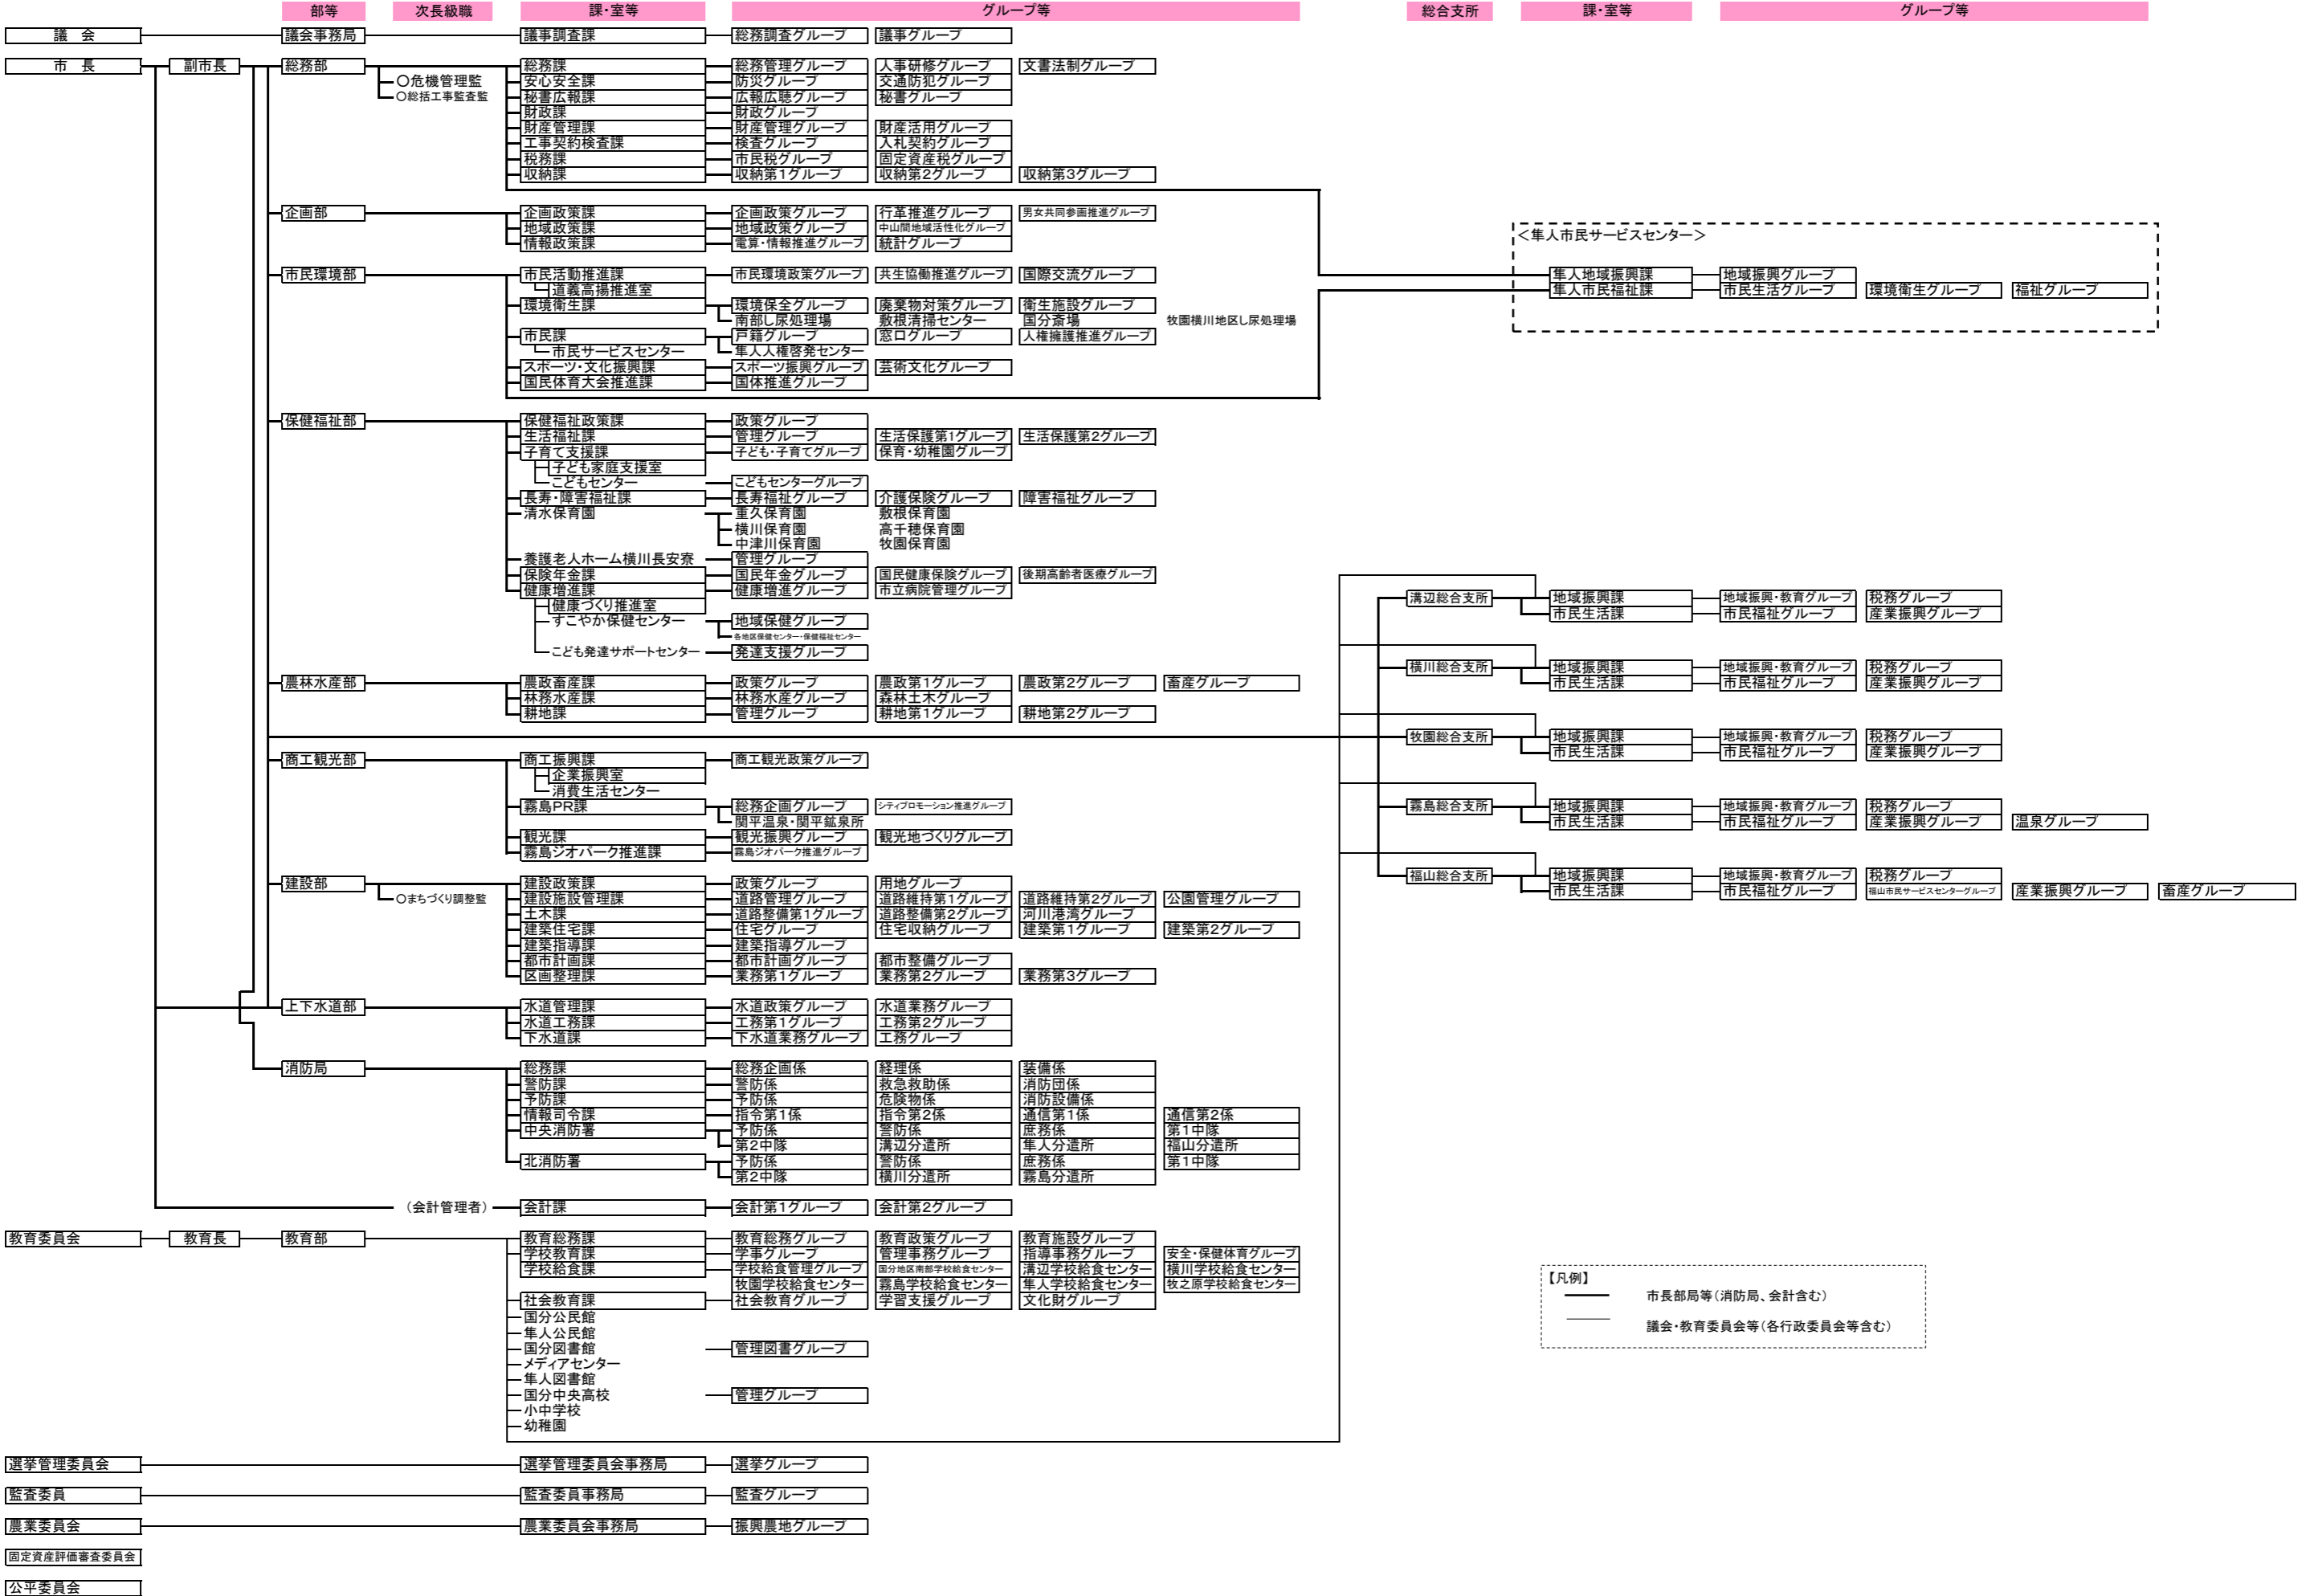 部等 次長級職 課・室等 グループ等 総合支所 課・室等 グループ等
議 会 議会事務局 議事調査課 総務調査グループ 議事グループ
市 長 副市長 総務部 総務課 総務管理グループ 人事研修グループ 文書法制グループ
○危機管理監 安心安全課 防災グループ 交通防犯グループ
○総括工事監査監 秘書広報課 広報広聴グループ 秘書グループ
財政課 財政グループ
財産管理課 財産管理グループ 財産活用グループ
工事契約検査課 検査グループ 入札契約グループ
税務課 市民税グループ 固定資産税グループ
収納課 収納第1グループ 収納第2グループ 収納第3グループ
企画部 企画政策課 企画政策グループ 行革推進グループ 男女共同参画推進グループ
地域政策課 地域政策グループ 中山間地域活性化グループ
情報政策課 電算・情報推進グループ 統計グループ
<隼人市民サービスセンター>
市民環境部 市民活動推進課 市民環境政策グループ 共生協働推進グループ 国際交流グループ 隼人地域振興課 地域振興グループ
道義高揚推進室 隼人市民福祉課 市民生活グループ 環境衛生グループ 福祉グループ
環境衛生課 環境保全グループ 廃棄物対策グループ 衛生施設グループ
南部し尿処理場 敷根清掃センター 国分斎場 牧園横川地区し尿処理場
市民課 戸籍グループ 窓口グループ 人権擁護推進グループ
市民サービスセンター 隼人人権啓発センター
スポーツ・文化振興課 スポーツ振興グループ 芸術文化グループ
国民体育大会推進課 国体推進グループ
保健福祉部 保健福祉政策課 政策グループ
生活福祉課 管理グループ 生活保護第1グループ 生活保護第2グループ
子育て支援課 子ども・子育てグループ 保育・幼稚園グループ
子ども家庭支援室
こどもセンター こどもセンターグループ
長寿・障害福祉課 長寿福祉グループ 介護保険グループ 障害福祉グループ
清水保育園 重久保育園 敷根保育園
横川保育園 高千穂保育園
中津川保育園 牧園保育園
養護老人ホーム横川長安寮 管理グループ
保険年金課 国民年金グループ 国民健康保険グループ 後期高齢者医療グループ
健康増進課 健康増進グループ 市立病院管理グループ
溝辺総合支所 地域振興課 地域振興・教育グループ 税務グループ
健康づくり推進室 市民生活課 市民福祉グループ 産業振興グループ
すこやか保健センター 地域保健グループ
各地区保健センター・保健福祉センター
こども発達サポートセンター 発達支援グループ
横川総合支所 地域振興課 地域振興・教育グループ 税務グループ
農林水産部 農政畜産課 政策グループ 農政第1グループ 農政第2グループ 畜産グループ 市民生活課 市民福祉グループ 産業振興グループ
林務水産課 林務水産グループ 森林土木グループ
耕地課 管理グループ 耕地第1グループ 耕地第2グループ
牧園総合支所 地域振興課 地域振興・教育グループ 税務グループ
市民生活課 市民福祉グループ 産業振興グループ
商工観光部 商工振興課 商工観光政策グループ
企業振興室
消費生活センター
霧島PR課 総務企画グループ シティプロモーション推進グループ 霧島総合支所 地域振興課 地域振興・教育グループ 税務グループ
関平温泉・関平鉱泉所 市民生活課 市民福祉グループ 産業振興グループ 温泉グループ
観光課 観光振興グループ 観光地づくりグループ
霧島ジオパーク推進課 霧島ジオパーク推進グループ
福山総合支所 地域振興課 地域振興・教育グループ 税務グループ
建設部 建設政策課 政策グループ 用地グループ 市民生活課 市民福祉グループ 福山市民サービスセンターグループ 産業振興グループ 畜産グループ
○まちづくり調整監 建設施設管理課 道路管理グループ 道路維持第1グループ 道路維持第2グループ 公園管理グループ
土木課 道路整備第1グループ 道路整備第2グループ 河川港湾グループ
建築住宅課 住宅グループ 住宅収納グループ 建築第1グループ 建築第2グループ
建築指導課 建築指導グループ
都市計画課 都市計画グループ 都市整備グループ
区画整理課 業務第1グループ 業務第2グループ 業務第3グループ
上下水道部 水道管理課 水道政策グループ 水道業務グループ
水道工務課 工務第1グループ 工務第2グループ
下水道課 下水道業務グループ 工務グループ
消防局 総務課 総務企画係 経理係 装備係
警防課 警防係 救急救助係 消防団係
予防課 予防係 危険物係 消防設備係
情報司令課 指令第1係 指令第2係 通信第1係 通信第2係
中央消防署 予防係 警防係 庶務係 第1中隊
第2中隊 溝辺分遣所 隼人分遣所 福山分遣所
北消防署 予防係 警防係 庶務係 第1中隊
第2中隊 横川分遣所 霧島分遣所
(会計管理者) 会計課 会計第1グループ 会計第2グループ
教育委員会 教育長 教育部 教育総務課 教育総務グループ 教育政策グループ 教育施設グループ
学校教育課 学事グループ 管理事務グループ 指導事務グループ 安全・保健体育グループ
学校給食課 学校給食管理グループ 国分地区南部学校給食センター 溝辺学校給食センター 横川学校給食センター
牧園学校給食センター 霧島学校給食センター 隼人学校給食センター 牧之原学校給食センター
社会教育課 社会教育グループ 学習支援グループ 文化財グループ
国分公民館
隼人公民館
国分図書館 管理図書グループ
メディアセンター
隼人図書館
国分中央高校 管理グループ
小中学校
幼稚園
【凡例】
市長部局等(消防局、会計含む)
議会・教育委員会等(各行政委員会等含む)
選挙管理委員会 選挙管理委員会事務局 選挙グループ
監査委員 監査委員事務局 監査グループ
農業委員会 農業委員会事務局 振興農地グループ
固定資産評価審査委員会
公平委員会